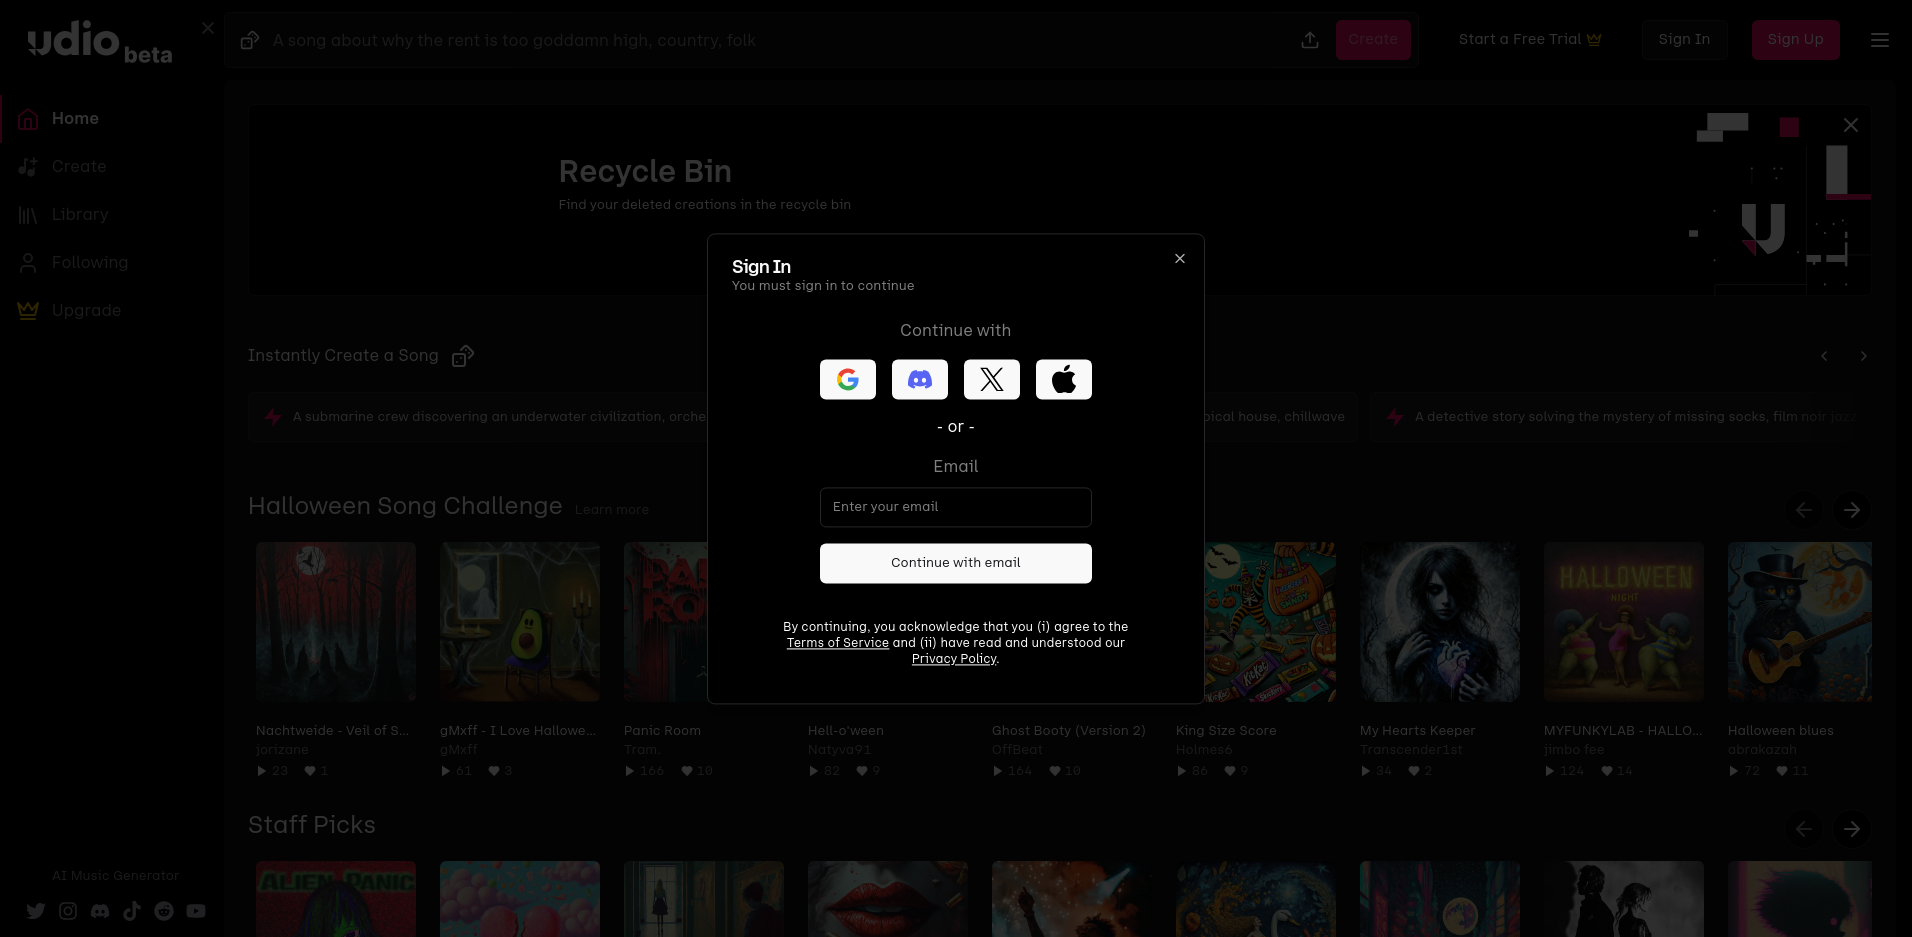 udio beta
A song about why the rent is too goddamn high, country, folk
Create
Start a Free Trial
Sign In
Sign Up
Home
Create
Library
Following
Upgrade
Recycle Bin
Find your deleted creations in the recycle bin
Sign In
You must sign in to continue
Continue with
- or -
Email
Enter your email
Continue with email
By continuing, you acknowledge that you (i) agree to the
Terms of Service and (ii) have read and understood our
Privacy Policy.
Instantly Create a Song
A submarine crew discovering an underwater civilization, orche
pical house, chillwave
A detective story solving the mystery of missing socks, film noir jazz
Halloween Song Challenge Learn more
HALLOWEEN
NIGHT
Nachtweide - Veil of S...
jorizane
23 1
gMxff - I Love Hallowe...
gMxff
61 3
Panic Room
Tram.
166 10
Hell-o'ween
Natyva91
82 9
Ghost Booty (Version 2)
OffBeat
164 10
King Size Score
Holmes6
86 9
My Hearts Keeper
Transcender1st
34 2
MYFUNKYLAB - HALLO...
jimbo fee
124 14
Halloween blues
abrakazah
72 11
Staff Picks
ALIEN PANIC
AI Music Generator